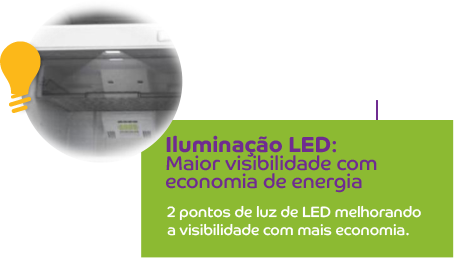 Iluminação LED:
Maior visibilidade com
economia de energia
2 pontos de luz de LED melhorando
a visibilidade com mais economia.